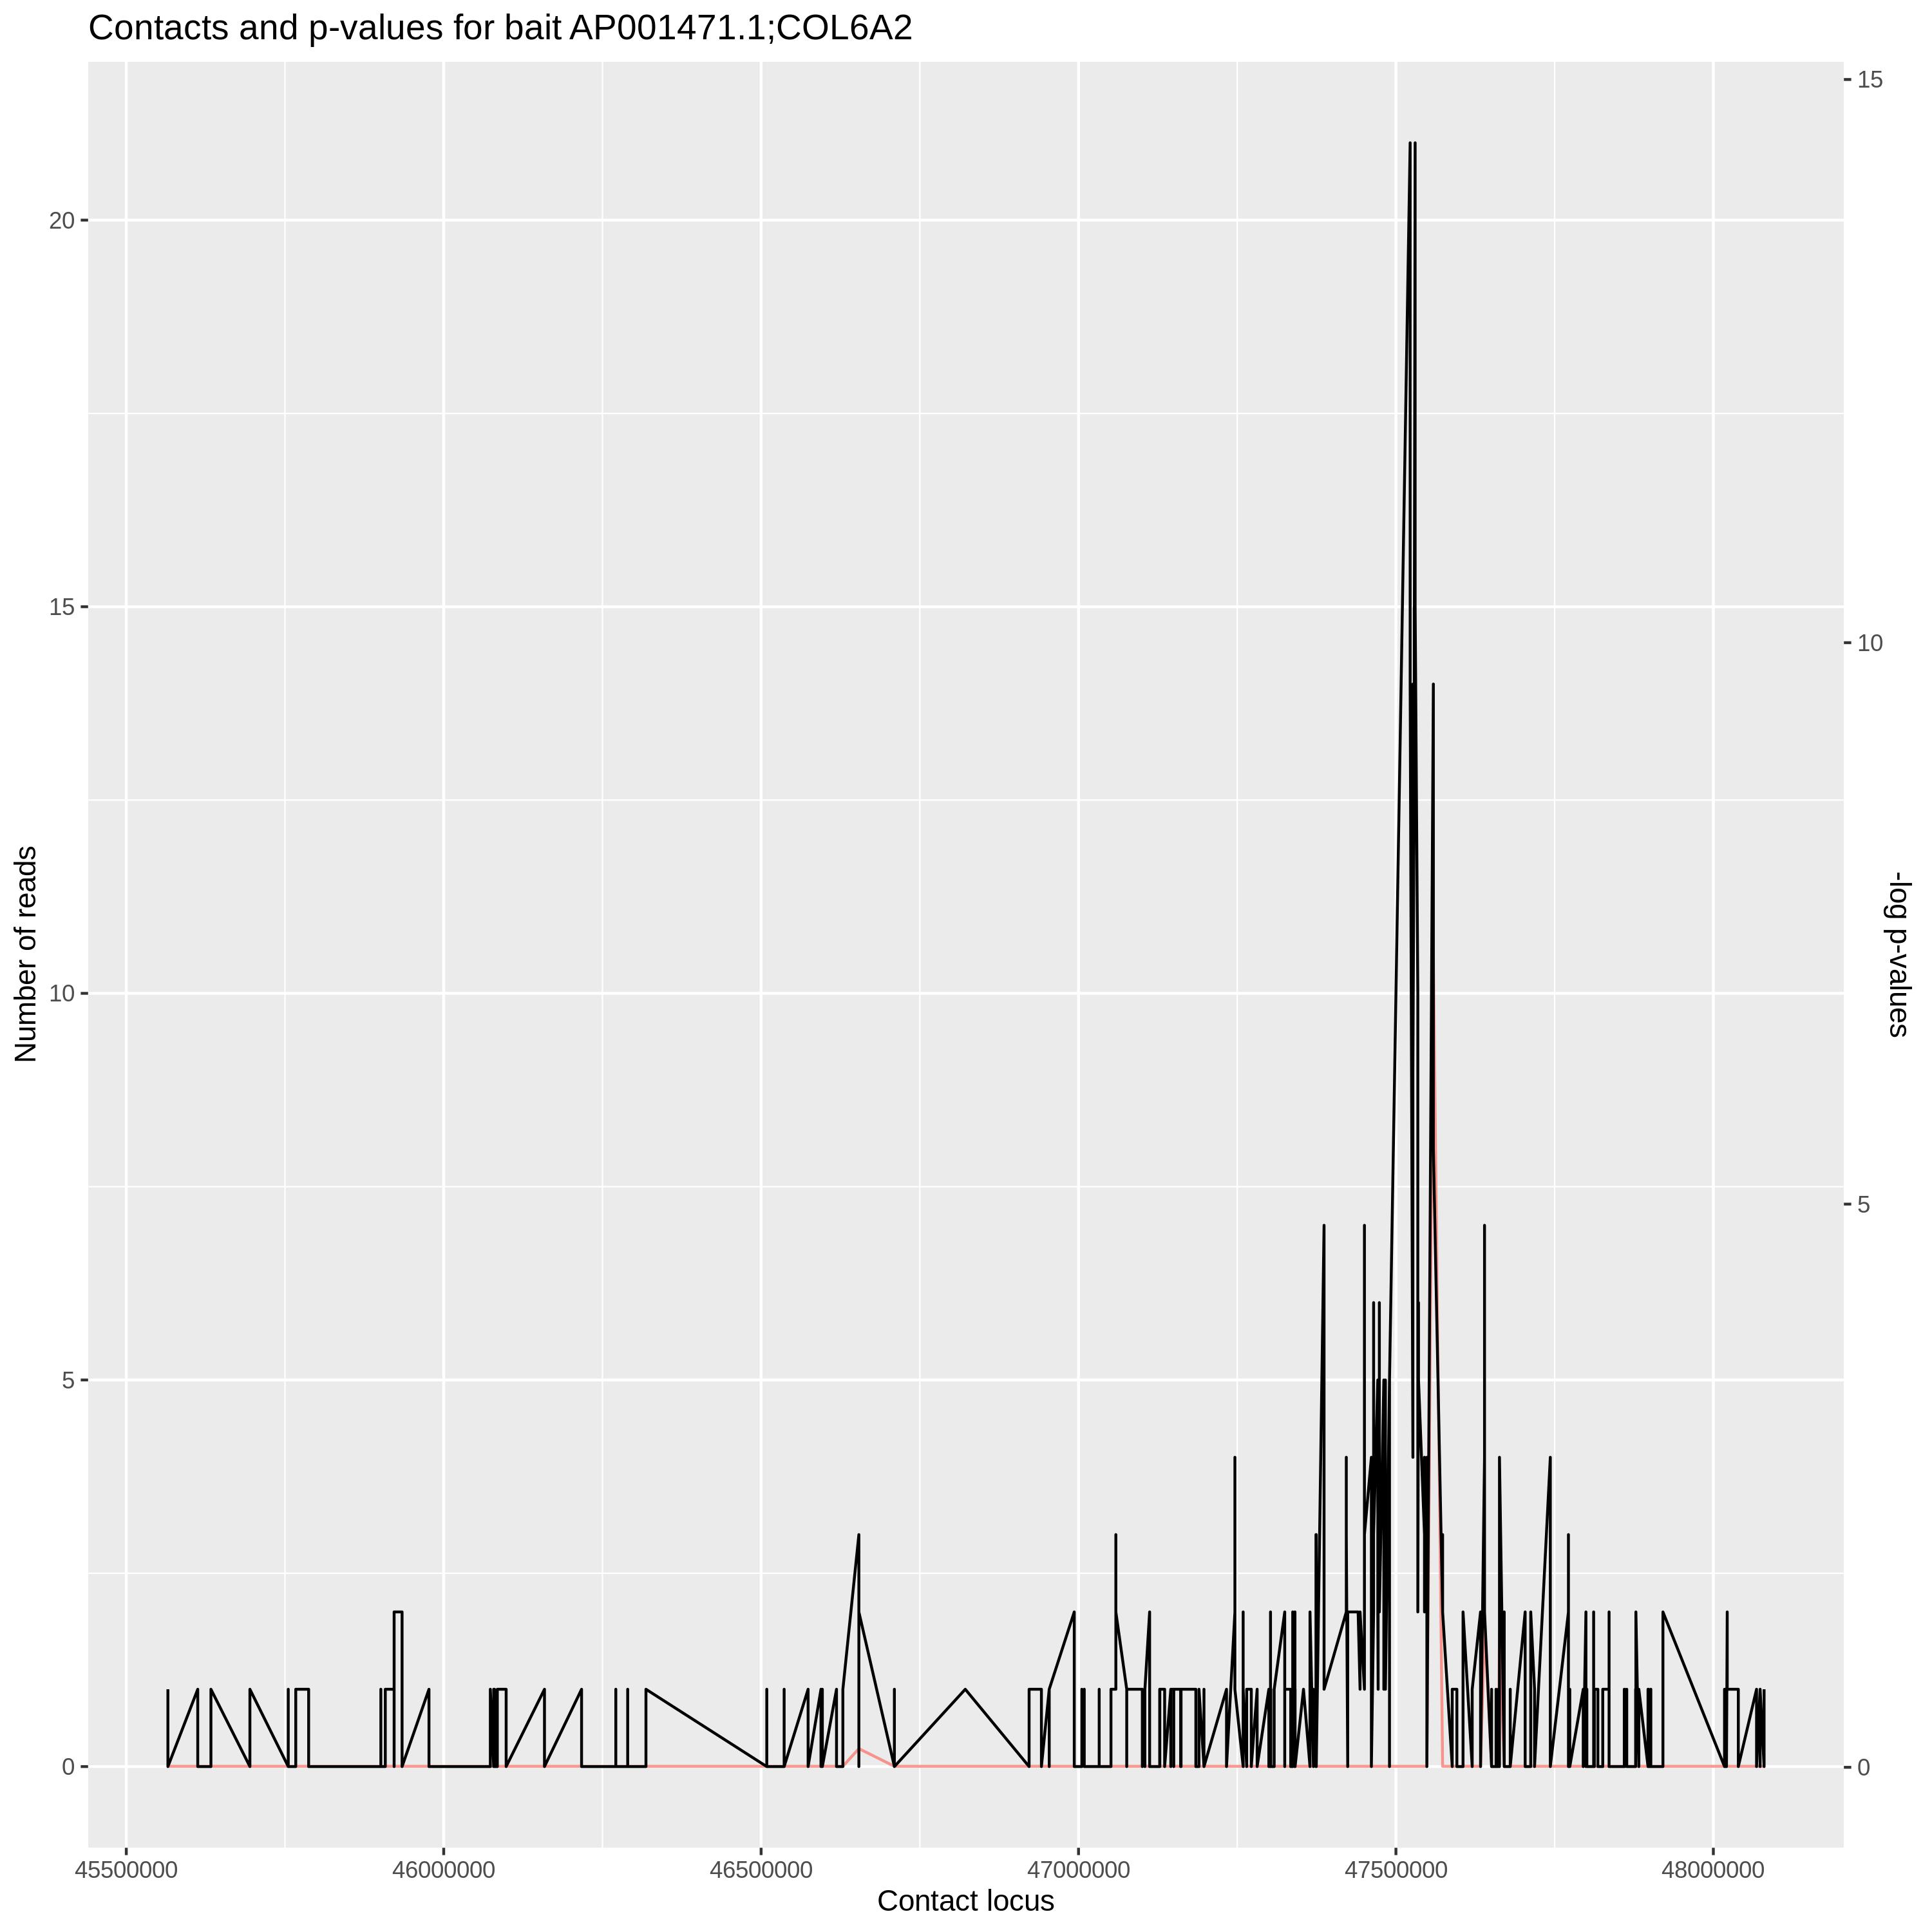 Contacts and p-values for bait AP001471.1;COL6A2
15
20
15
10
10
5
5
0
0
Number of reads
-log p-values
45500000 46000000 46500000 47000000 47500000 48000000
Contact locus